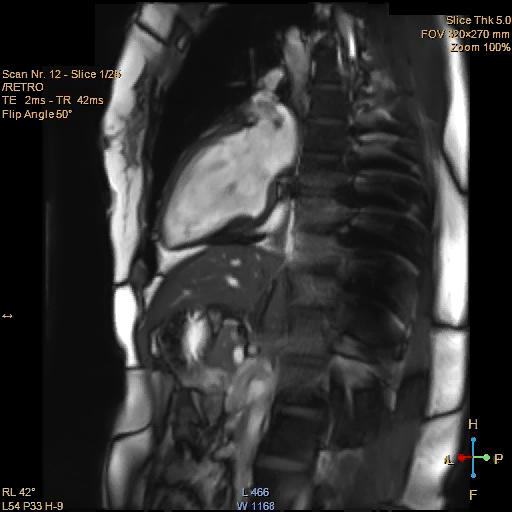 Slice Thk 5.0
FOV 320×270 mm
Zoom 100%
Scan Nr. 12 - Slice 1/25
/RETRO
TE 2ms - TR 42ms
Flip Angle 50°
H
P
F
RL 42°
L54 P33 H-9
L 466
W 1168